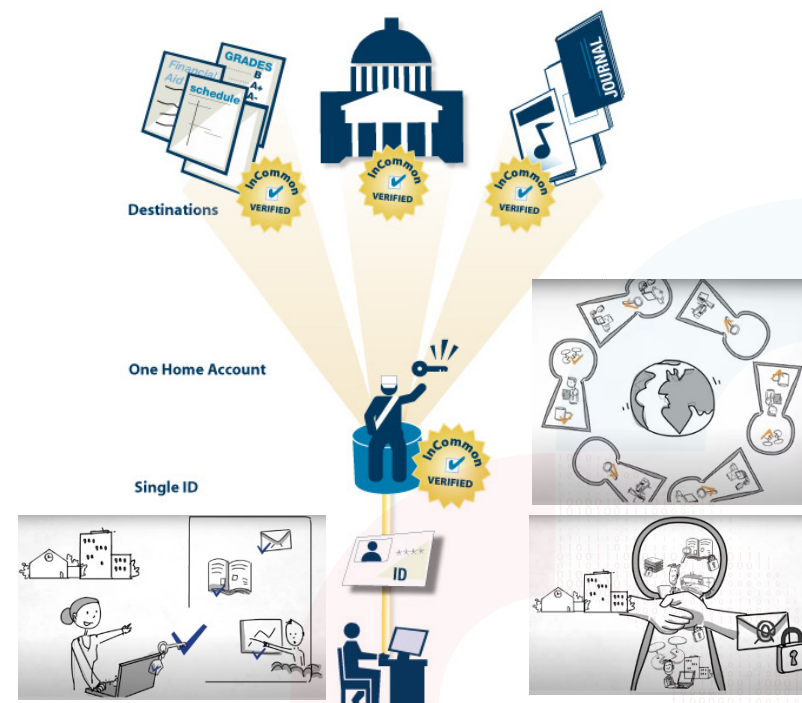 GRADES
B
A+
A-
Financial
Aid
schedule
JOURNAL
InCommon
VERIFIED
InCommon
VERIFIED
InCommon
VERIFIED
Destinations
One Home Account
InCommon
VERIFIED
Single ID
****
ID